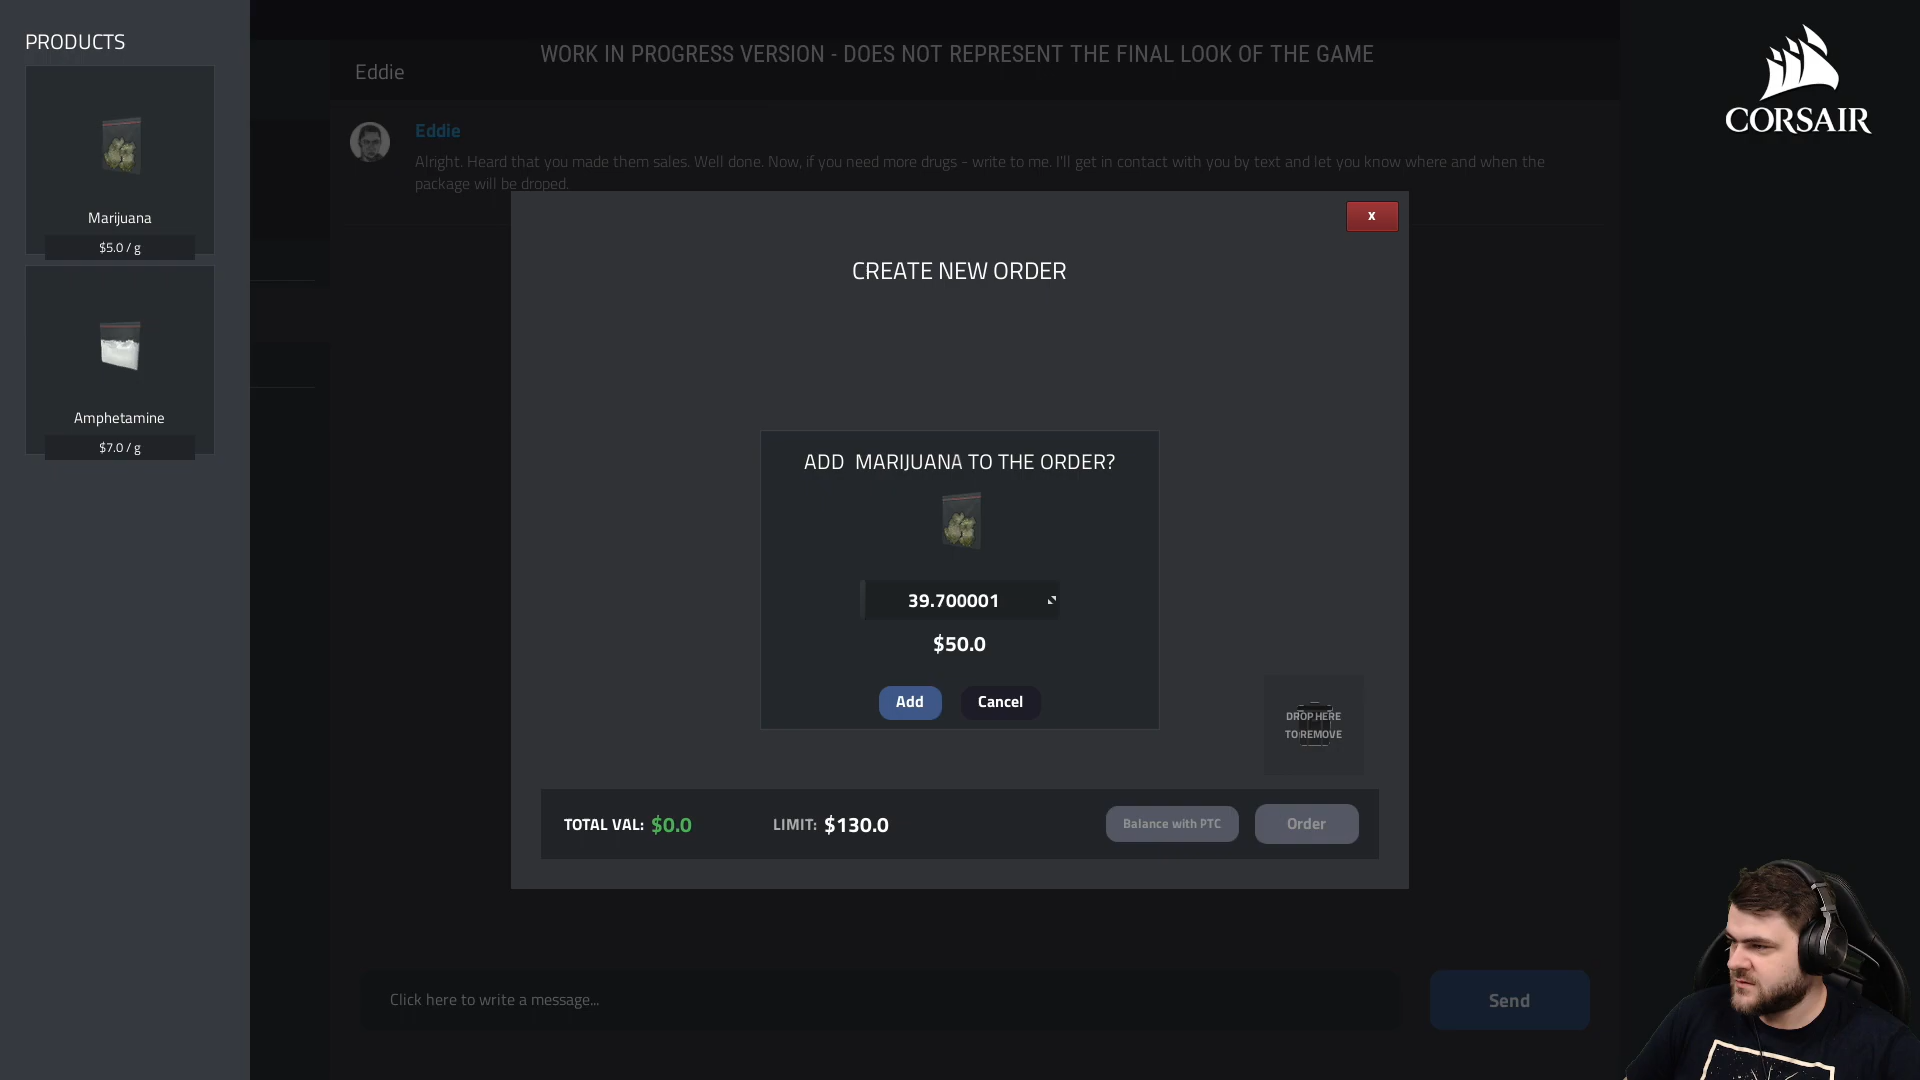 PRODUCTS
Marijuana
$5.0 / g
Amphetamine
$7.0 / g
WORK IN PROGRESS VERSION - DOES NOT REPRESENT THE FINAL LOOK OF THE GAME
Eddie
Eddie
Alright. Heard that you made them sales. Well done. Now, if you need more drugs - write to me. I'll get in contact with you by text and let you know where and when the
package will be droped.
x
CREATE NEW ORDER
ADD MARIJUANA TO THE ORDER?
39.700001
$50.0
Add
Cancel
DROP HERE
TO REMOVE
TOTAL VAL: $0.0
LIMIT: $130.0
Balance with PTC
Order
Click here to write a message...
Send
CORSAIR